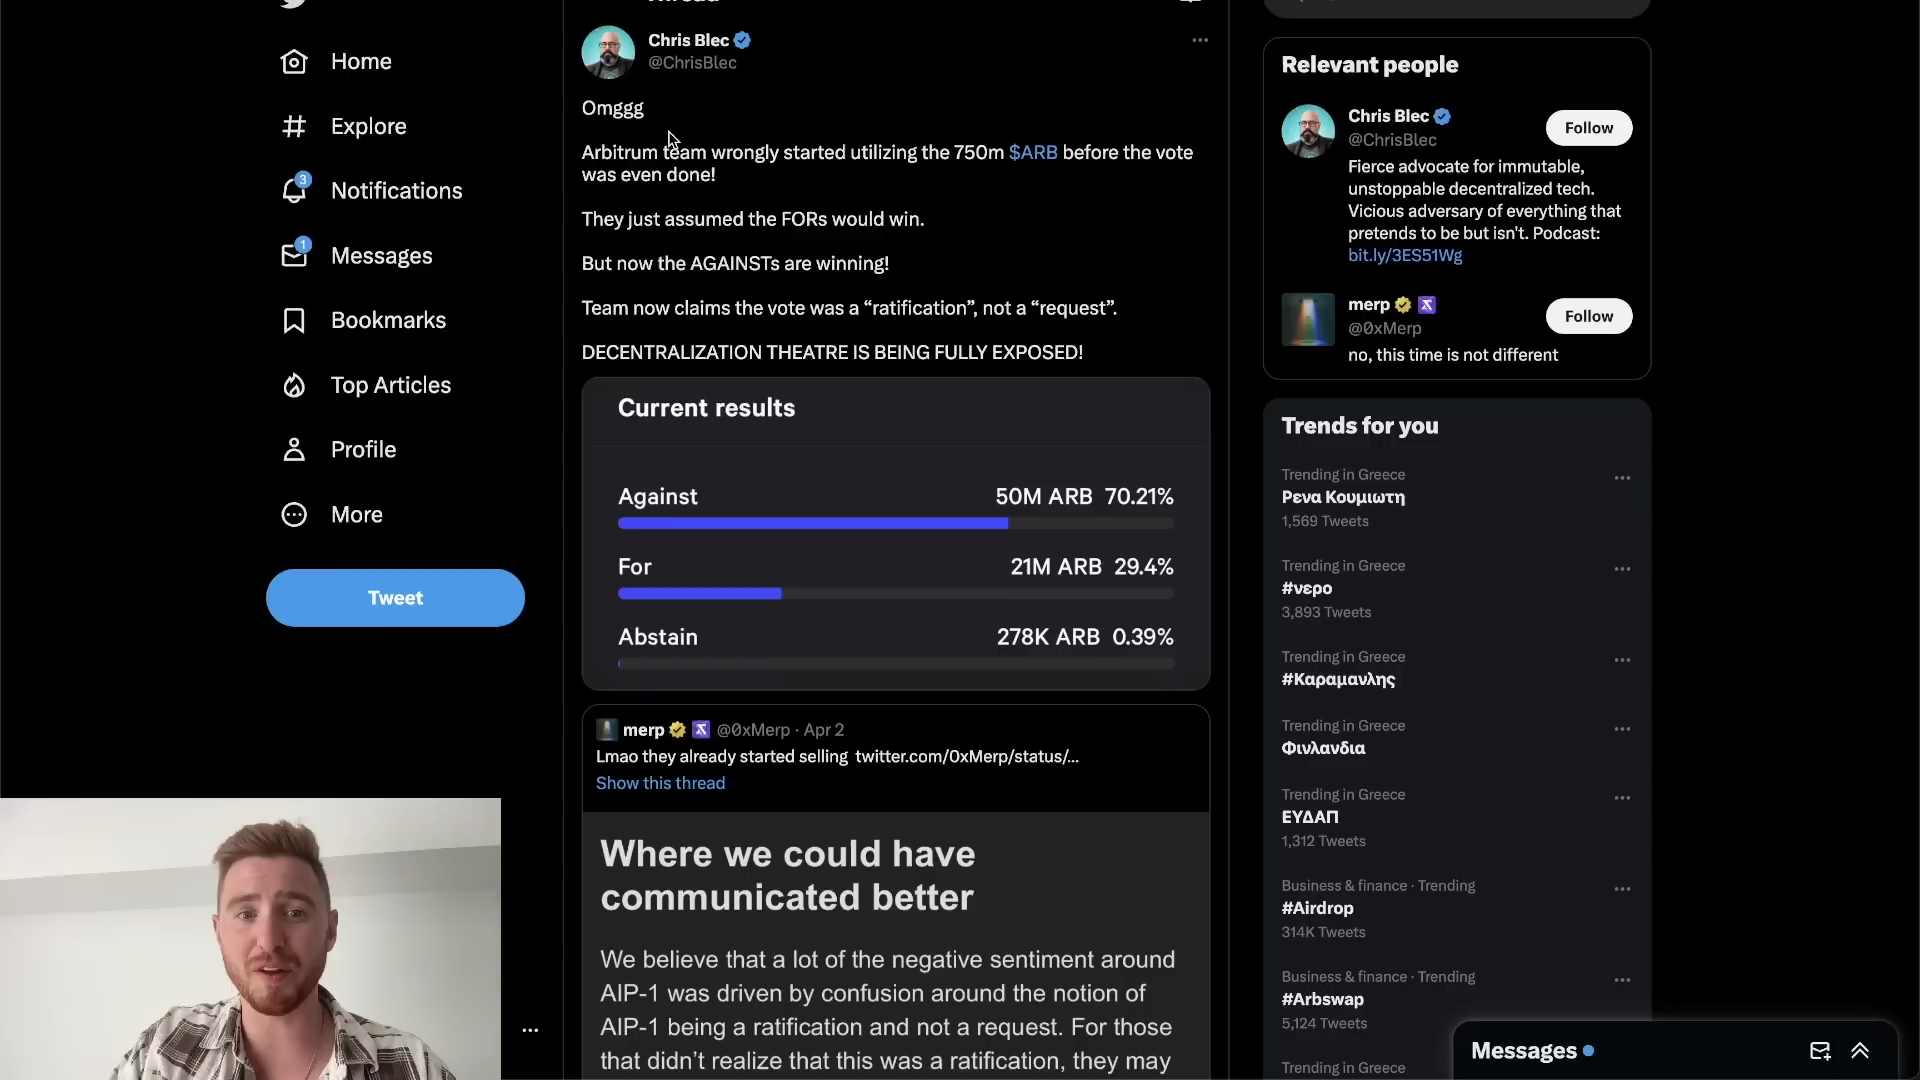 Home
Explore
3
Notifications
1
Messages
Bookmarks
Top Articles
Profile
More
Tweet
Chris Blec
@ChrisBlec
Omggg
Arbitrum team wrongly started utilizing the 750m $ARB before the vote
was even done!
They just assumed the FORs would win.
But now the AGAINSTs are winning!
Team now claims the vote was a “ratification”, not a “request”.
DECENTRALIZATION THEATRE IS BEING FULLY EXPOSED!
Current results
Against 50M ARB 70.21%
For 21M ARB 29.4%
Abstain 278K ARB 0.39%
merp @0xMerp · Apr 2
Lmao they already started selling twitter.com/0xMerp/status/...
Show this thread
Where we could have
communicated better
We believe that a lot of the negative sentiment around
AIP-1 was driven by confusion around the notion of
AIP-1 being a ratification and not a request. For those
that didn’t realize that this was a ratification, they may
Relevant people
Chris Blec
@ChrisBlec
Follow
Fierce advocate for immutable,
unstoppable decentralized tech.
Vicious adversary of everything that
pretends to be but isn't. Podcast:
bit.ly/3ES51Wg
merp
@0xMerp
Follow
no, this time is not different
Trends for you
Trending in Greece
Ρενα Κουμιωτη
1,569 Tweets
Trending in Greece
#νερο
3,893 Tweets
Trending in Greece
#Καραμανλης
Trending in Greece
Φινλανδια
Trending in Greece
ΕΥΔΑΠ
1,312 Tweets
Business & finance · Trending
#Airdrop
314K Tweets
Business & finance · Trending
#Arbswap
5,124 Tweets
Trending in Greece
Messages